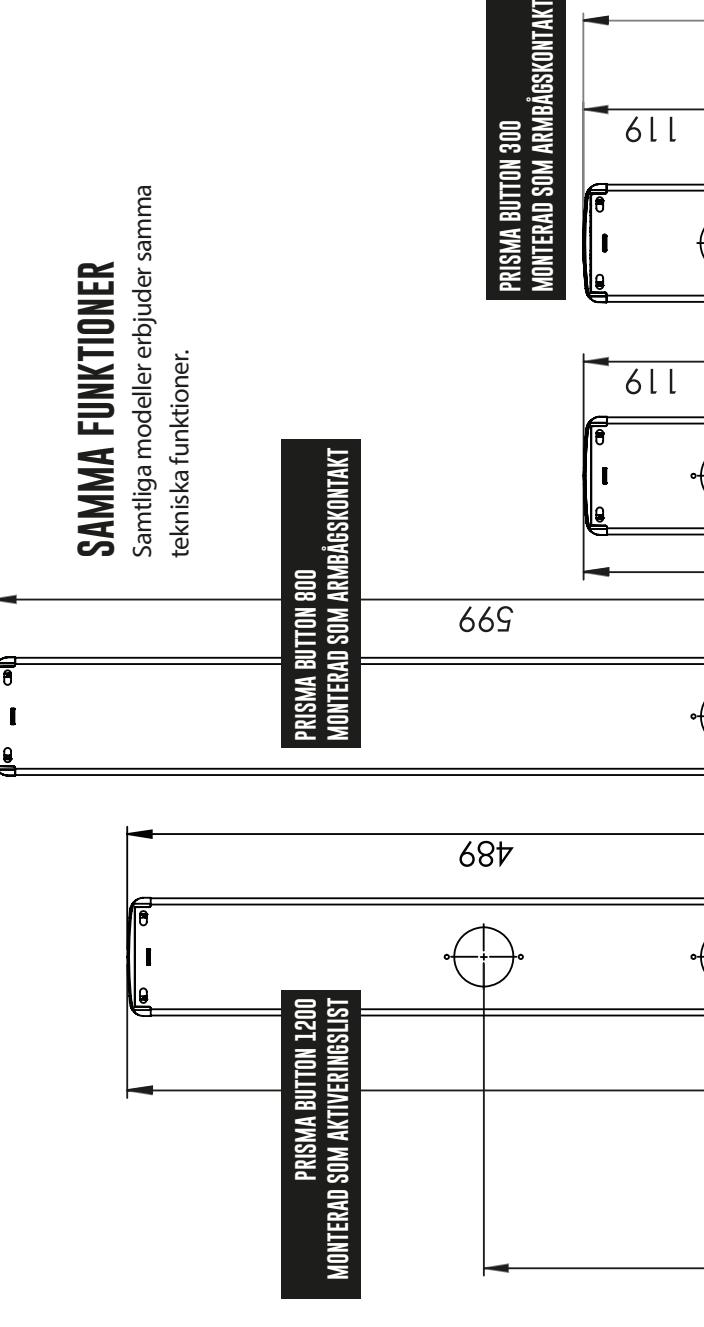 SAMMA FUNKTIONER
Samtliga modeller erbjuder samma
tekniska funktioner.
PRISMA BUTTON 1200
MONTERAD SOM AKTIVERINGSLIST
PRISMA BUTTON 800
MONTERAD SOM ARMBÅGSKONTAKT
PRISMA BUTTON 300
MONTERAD SOM ARMBÅGSKONTAKT
489
599
119
119